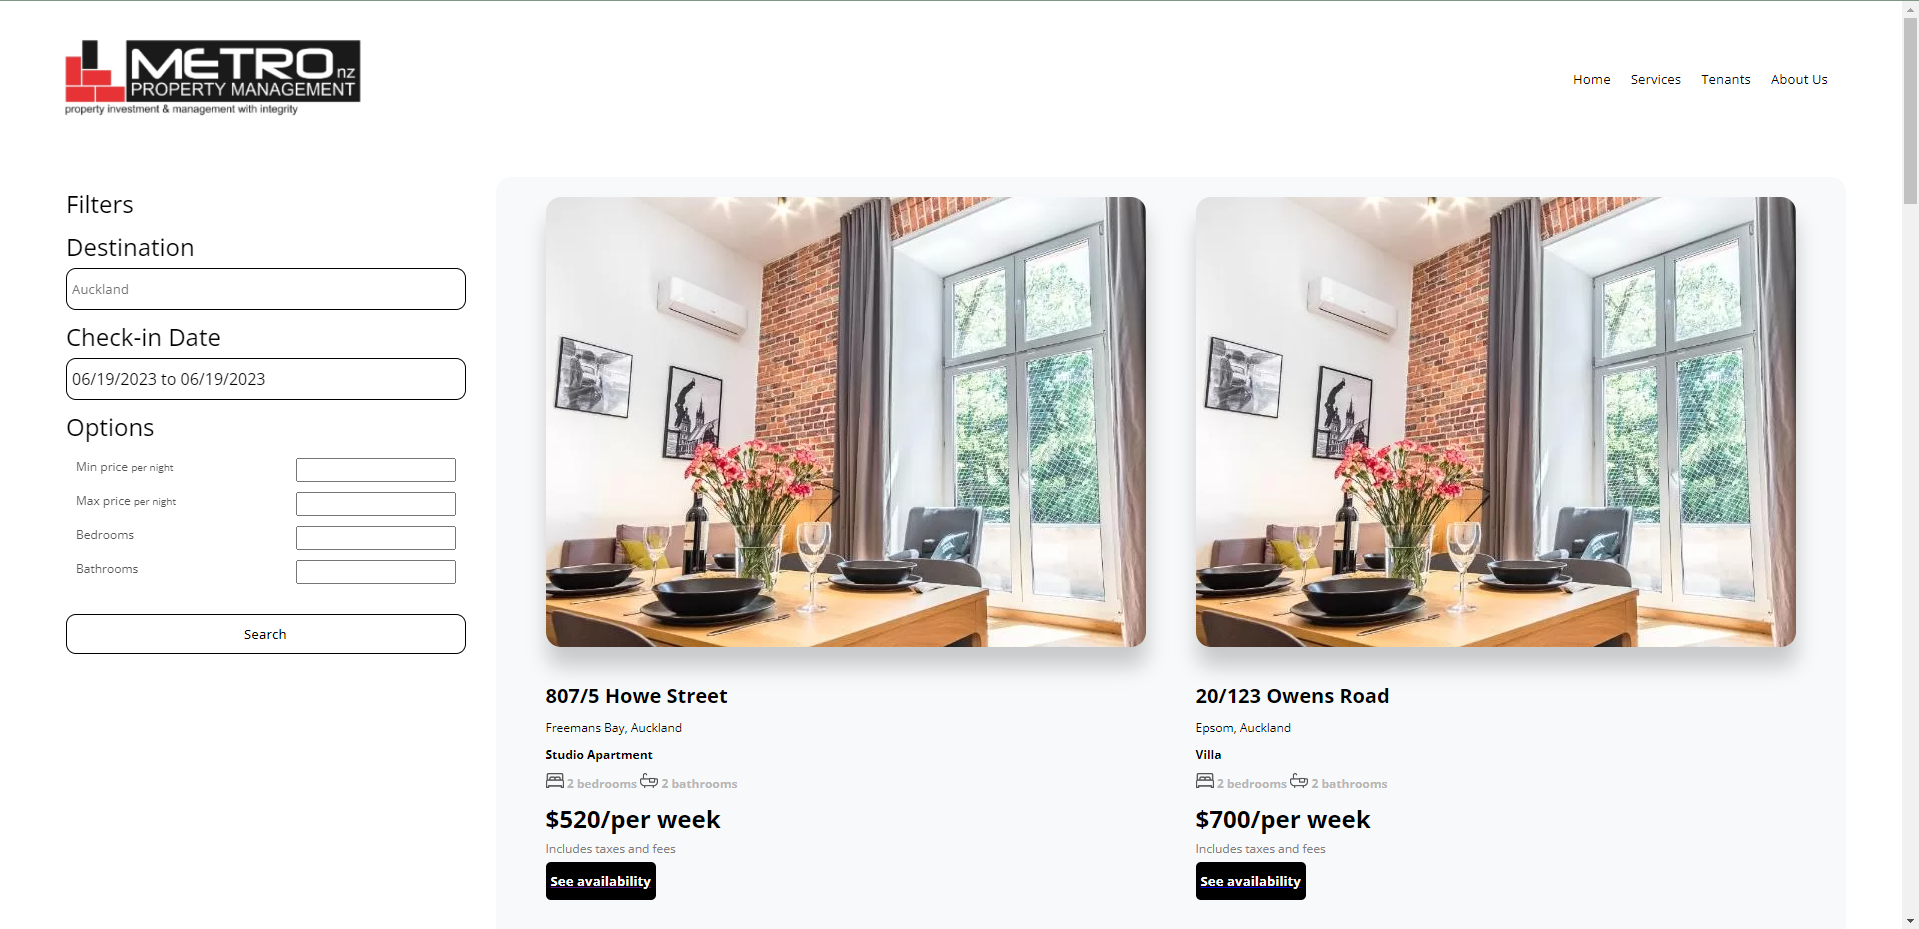 METRO nz
PROPERTY MANAGEMENT
property investment & management with integrity
Home Services Tenants About Us
Filters
Destination
Auckland
Check-in Date
06/19/2023 to 06/19/2023
Options
Min price per night
Max price per night
Bedrooms
Bathrooms
Search
807/5 Howe Street
Freemans Bay, Auckland
Studio Apartment
2 bedrooms 2 bathrooms
$520/per week
Includes taxes and fees
See availability
20/123 Owens Road
Epsom, Auckland
Villa
2 bedrooms 2 bathrooms
$700/per week
Includes taxes and fees
See availability